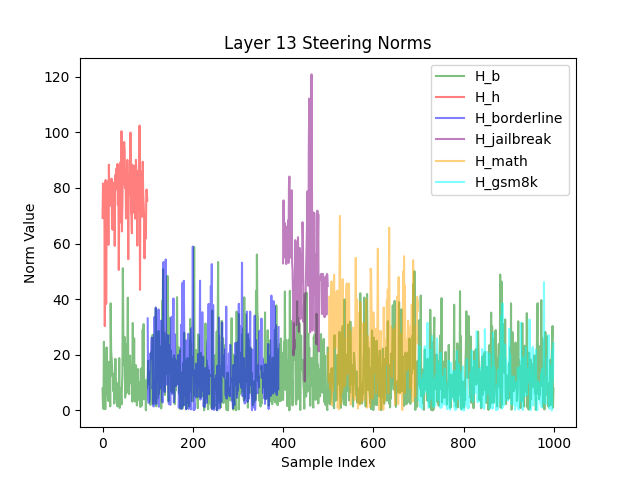 Layer 13 Steering Norms
Norm Value
120
100
80
60
40
20
0
H_b
H_h
H_borderline
H_jailbreak
H_math
H_gsm8k
0 200 400 600 800 1000
Sample Index